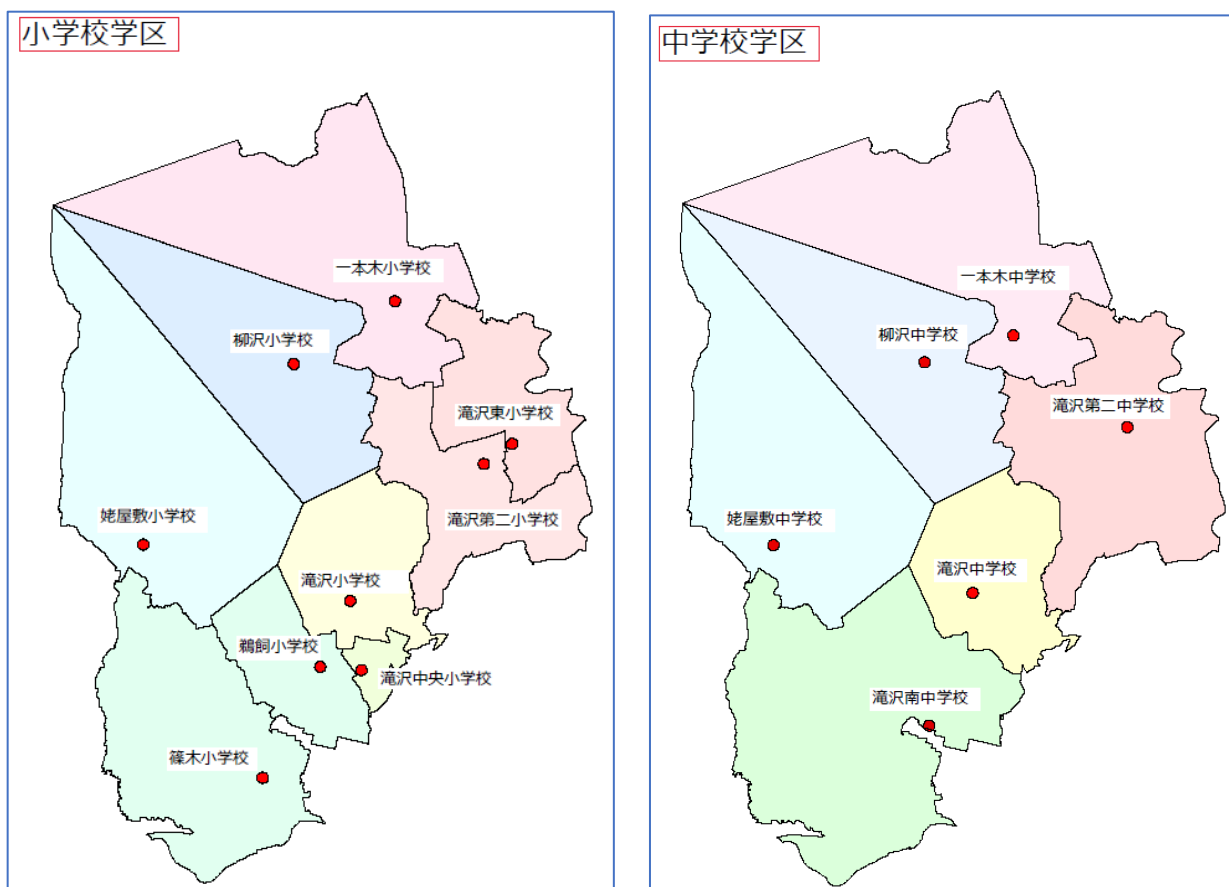 小学校学区
一本木小学校
柳沢小学校
滝沢東小学校
姥屋敷小学校
滝沢第二小学校
滝沢小学校
鵜飼小学校
滝沢中央小学校
篠木小学校
中学校学区
一本木中学校
柳沢中学校
滝沢第二中学校
姥屋敷中学校
滝沢中学校
滝沢南中学校